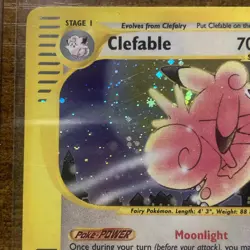 STAGE 1
Evolves from Clefairy Put Clefable on the
Clefable 70
Fairy Pokémon. Length: 4' 3", Weight: 88
Poké-POWER Moonlight
Once during your turn (before your attack), you may